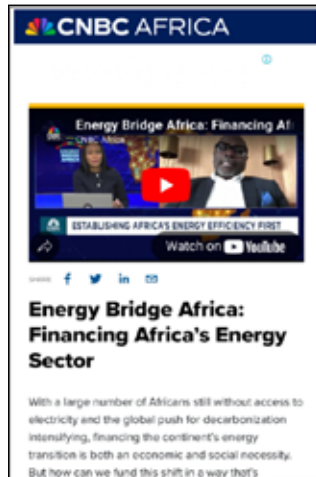 CNBC AFRICA
Energy Bridge Africa: Financing Af
CNBC Africa
ESTABLISHING AFRICA'S ENERGY EFFICIENCY FIRST
Watch on YouTube
SHARE
Energy Bridge Africa:
Financing Africa's Energy
Sector
With a large number of Africans still without access to
electricity and the global push for decarbonization
intensifying, financing the continent's energy
transition is both an economic and social necessity.
But how can we fund this shift in a way that's